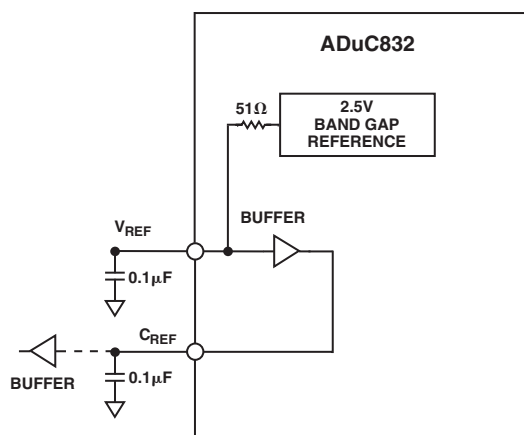 ADuC832
51Ω
2.5V
BAND GAP
REFERENCE
BUFFER
VREF
0.1μF
CREF
BUFFER
0.1μF